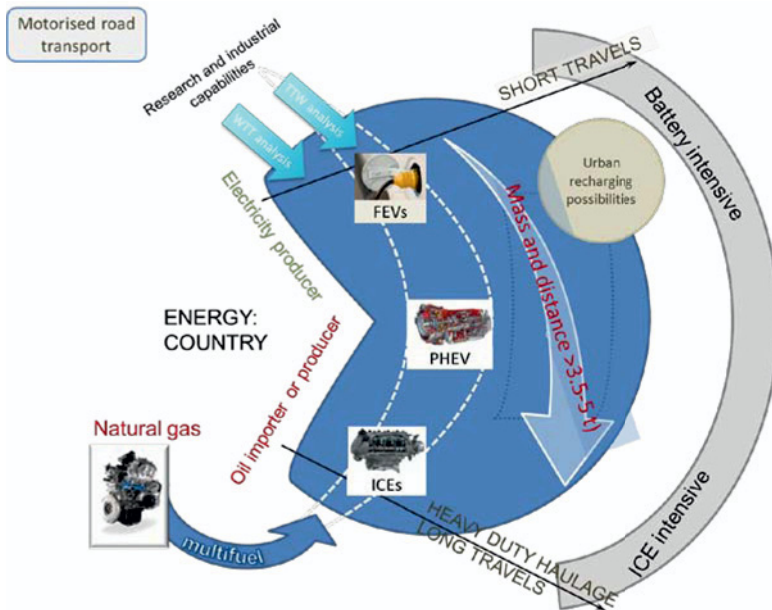 Motorised road
transport
Research and industrial
capabilities
WTT analysis
TTW analysis
SHORT TRAVELS
Battery intensive
Urban
recharging
possibilities
FEVs
Electricity producer
Mass and distance >3.5-5 t)
ENERGY:
COUNTRY
PHEV
Oil importer or producer
Natural gas
ICEs
multifuel
HEAVY DUTY HAULAGE
LONG TRAVELS
ICE intensive